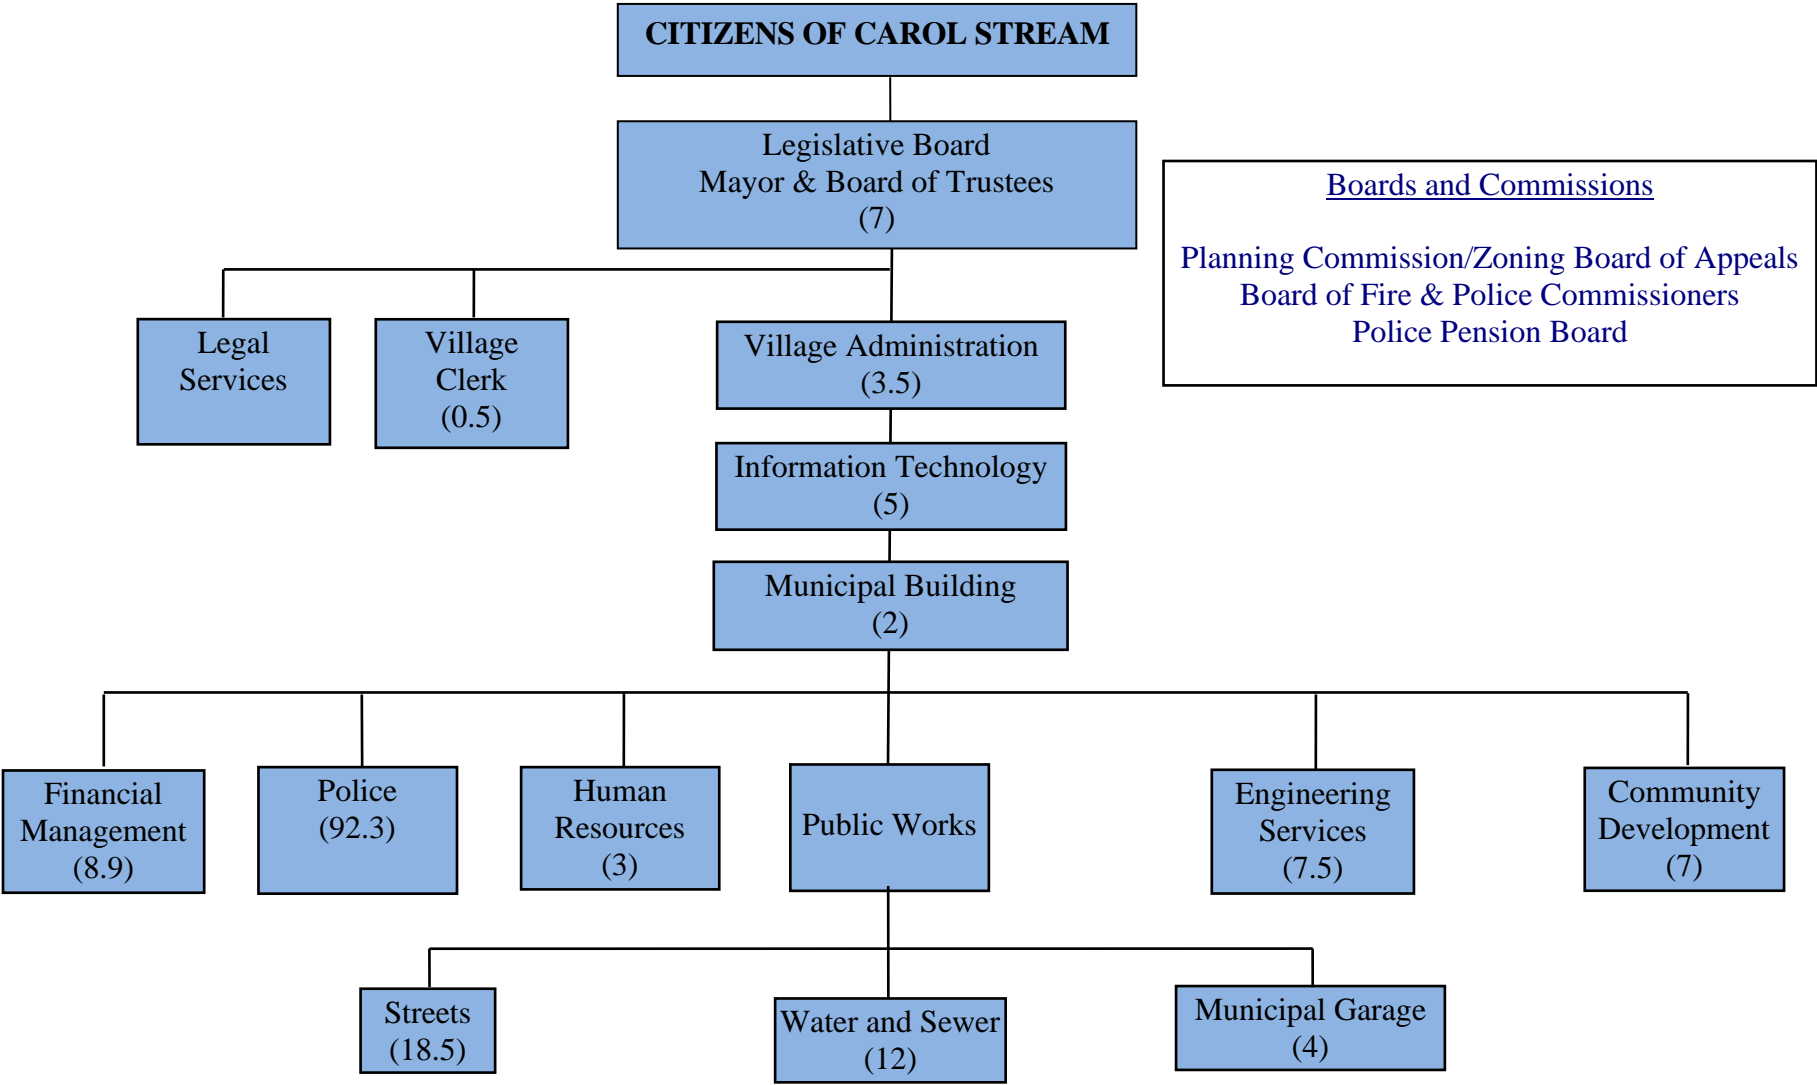 CITIZENS OF CAROL STREAM
Legislative Board
Mayor & Board of Trustees
(7)
Boards and Commissions
Planning Commission/Zoning Board of Appeals
Board of Fire & Police Commissioners
Police Pension Board
Legal
Services
Village
Clerk
(0.5)
Village Administration
(3.5)
Information Technology
(5)
Municipal Building
(2)
Financial
Management
(8.9)
Police
(92.3)
Human
Resources
(3)
Public Works
Engineering
Services
(7.5)
Community
Development
(7)
Streets
(18.5)
Water and Sewer
(12)
Municipal Garage
(4)